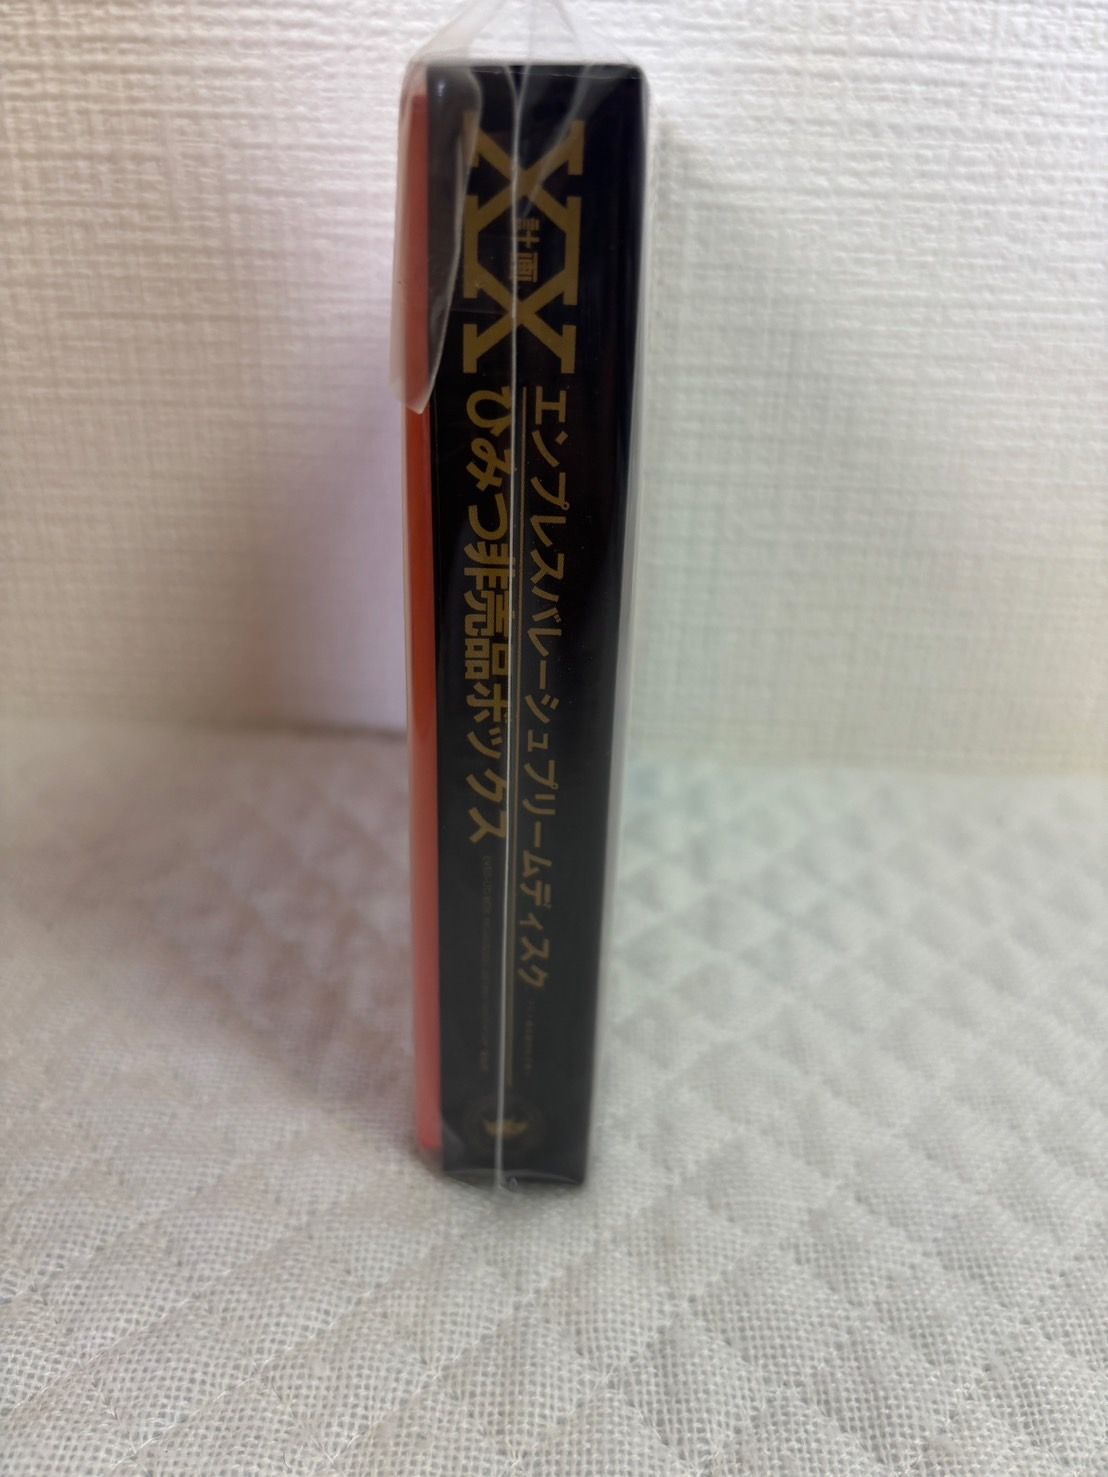 XX
計画
エンプレスバレーシュプリームディスク
ひみつ非売品ボックス